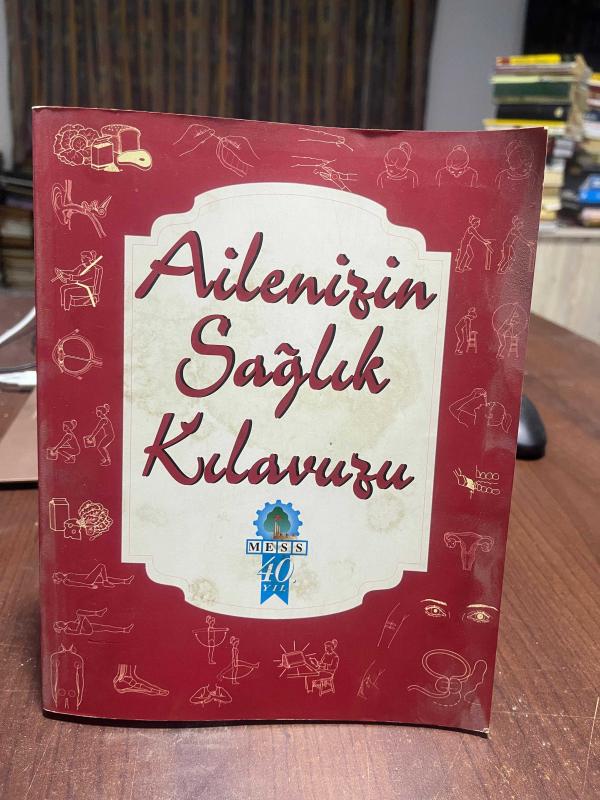 Ailenizin
Sağlık
Kılavuzu
MESS
40
YIL